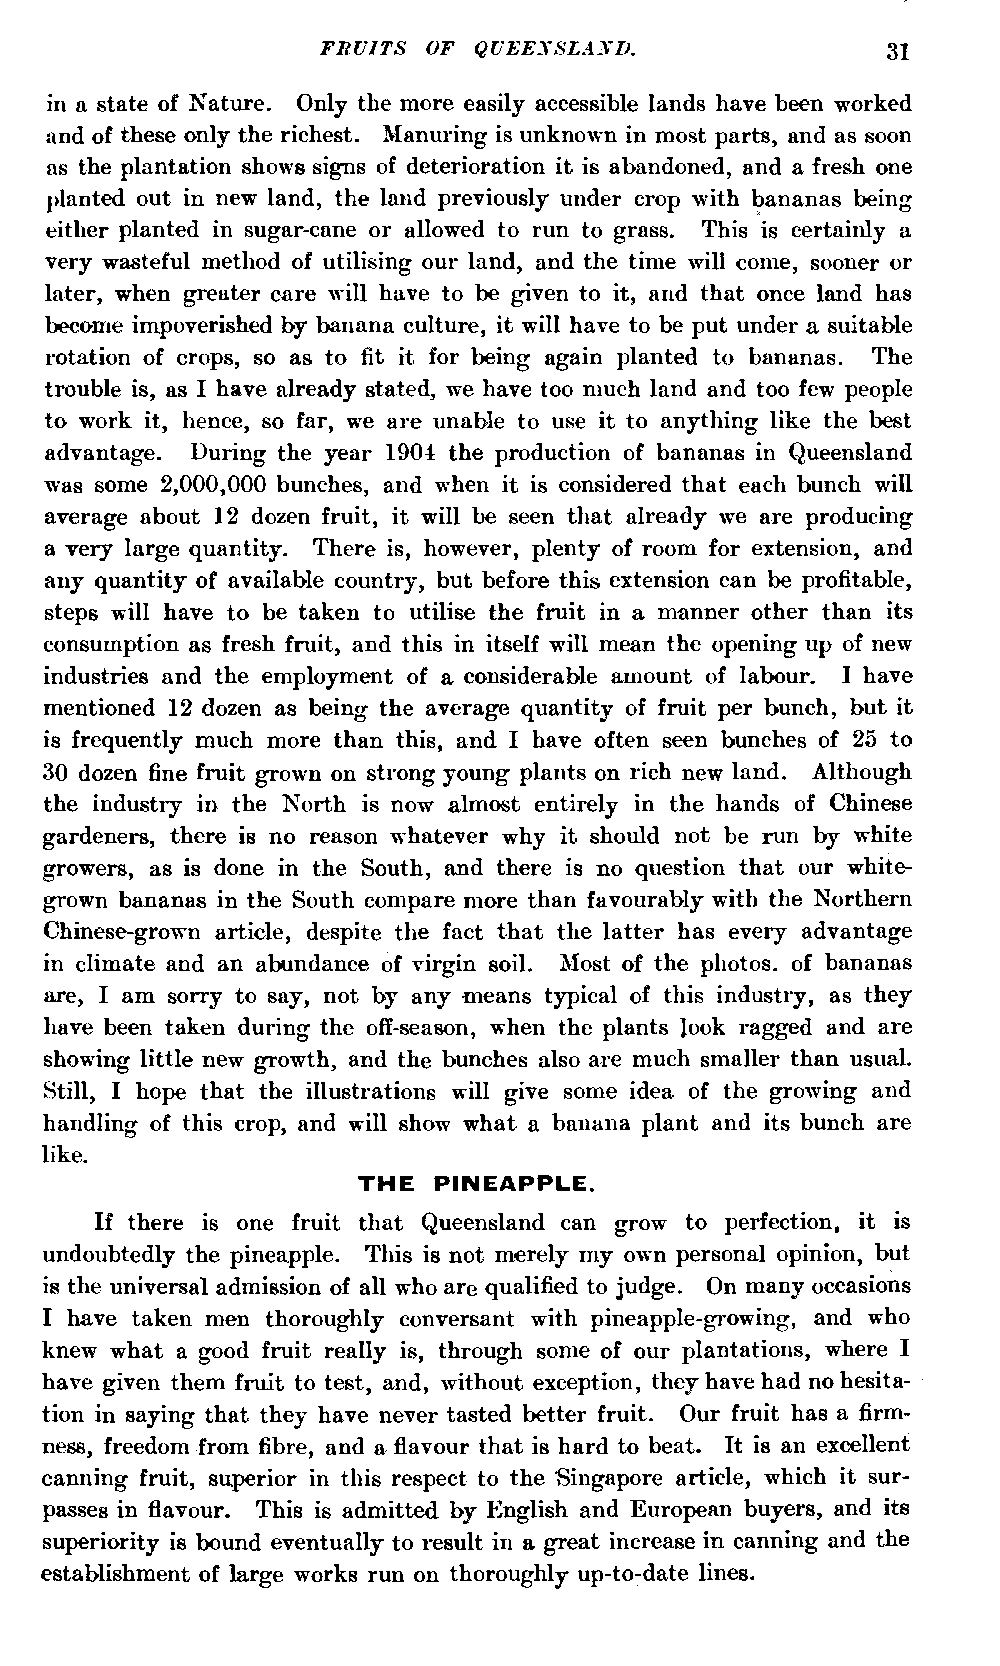 FRUITS OF QUEENSLAND. 31
in a state of Nature. Only the more easily accessible lands have been worked
and of these only the richest. Manuring is unknown in most parts, and as soon
as the plantation shows signs of deterioration it is abandoned, and a fresh one
planted out in new land, the land previously under crop with bananas being
either planted in sugar-cane or allowed to run to grass. This is certainly a
very wasteful method of utilising our land, and the time will come, sooner or
later, when greater care will have to be given to it, and that once land has
become impoverished by banana culture, it will have to be put under a suitable
rotation of crops, so as to fit it for being again planted to bananas. The
trouble is, as I have already stated, we have too much land and too few people
to work it, hence, so far, we are unable to use it to anything like the best
advantage. During the year 1904 the production of bananas in Queensland
was some 2,000,000 bunches, and when it is considered that each bunch will
average about 12 dozen fruit, it will be seen that already we are producing
a very large quantity. There is, however, plenty of room for extension, and
any quantity of available country, but before this extension can be profitable,
steps will have to be taken to utilise the fruit in a manner other than its
consumption as fresh fruit, and this in itself will mean the opening up of new
industries and the employment of a considerable amount of labour. I have
mentioned 12 dozen as being the average quantity of fruit per bunch, but it
is frequently much more than this, and I have often seen bunches of 25 to
30 dozen fine fruit grown on strong young plants on rich new land. Although
the industry in the North is now almost entirely in the hands of Chinese
gardeners, there is no reason whatever why it should not be run by white
growers, as is done in the South, and there is no question that our white-
grown bananas in the South compare more than favourably with the Northern
Chinese-grown article, despite the fact that the latter has every advantage
in climate and an abundance of virgin soil. Most of the photos. of bananas
are, I am sorry to say, not by any means typical of this industry, as they
have been taken during the off-season, when the plants look ragged and are
showing little new growth, and the bunches also are much smaller than usual.
Still, I hope that the illustrations will give some idea of the growing and
handling of this crop, and will show what a banana plant and its bunch are
like.
THE PINEAPPLE.
If there is one fruit that Queensland can grow to perfection, it is
undoubtedly the pineapple. This is not merely my own personal opinion, but
is the universal admission of all who are qualified to judge. On many occasions
I have taken men thoroughly conversant with pineapple-growing, and who
knew what a good fruit really is, through some of our plantations, where I
have given them fruit to test, and, without exception, they have had no hesita-
tion in saying that they have never tasted better fruit. Our fruit has a firm-
ness, freedom from fibre, and a flavour that is hard to beat. It is an excellent
canning fruit, superior in this respect to the Singapore article, which it sur-
passes in flavour. This is admitted by English and European buyers, and its
superiority is bound eventually to result in a great increase in canning and the
establishment of large works run on thoroughly up-to-date lines.